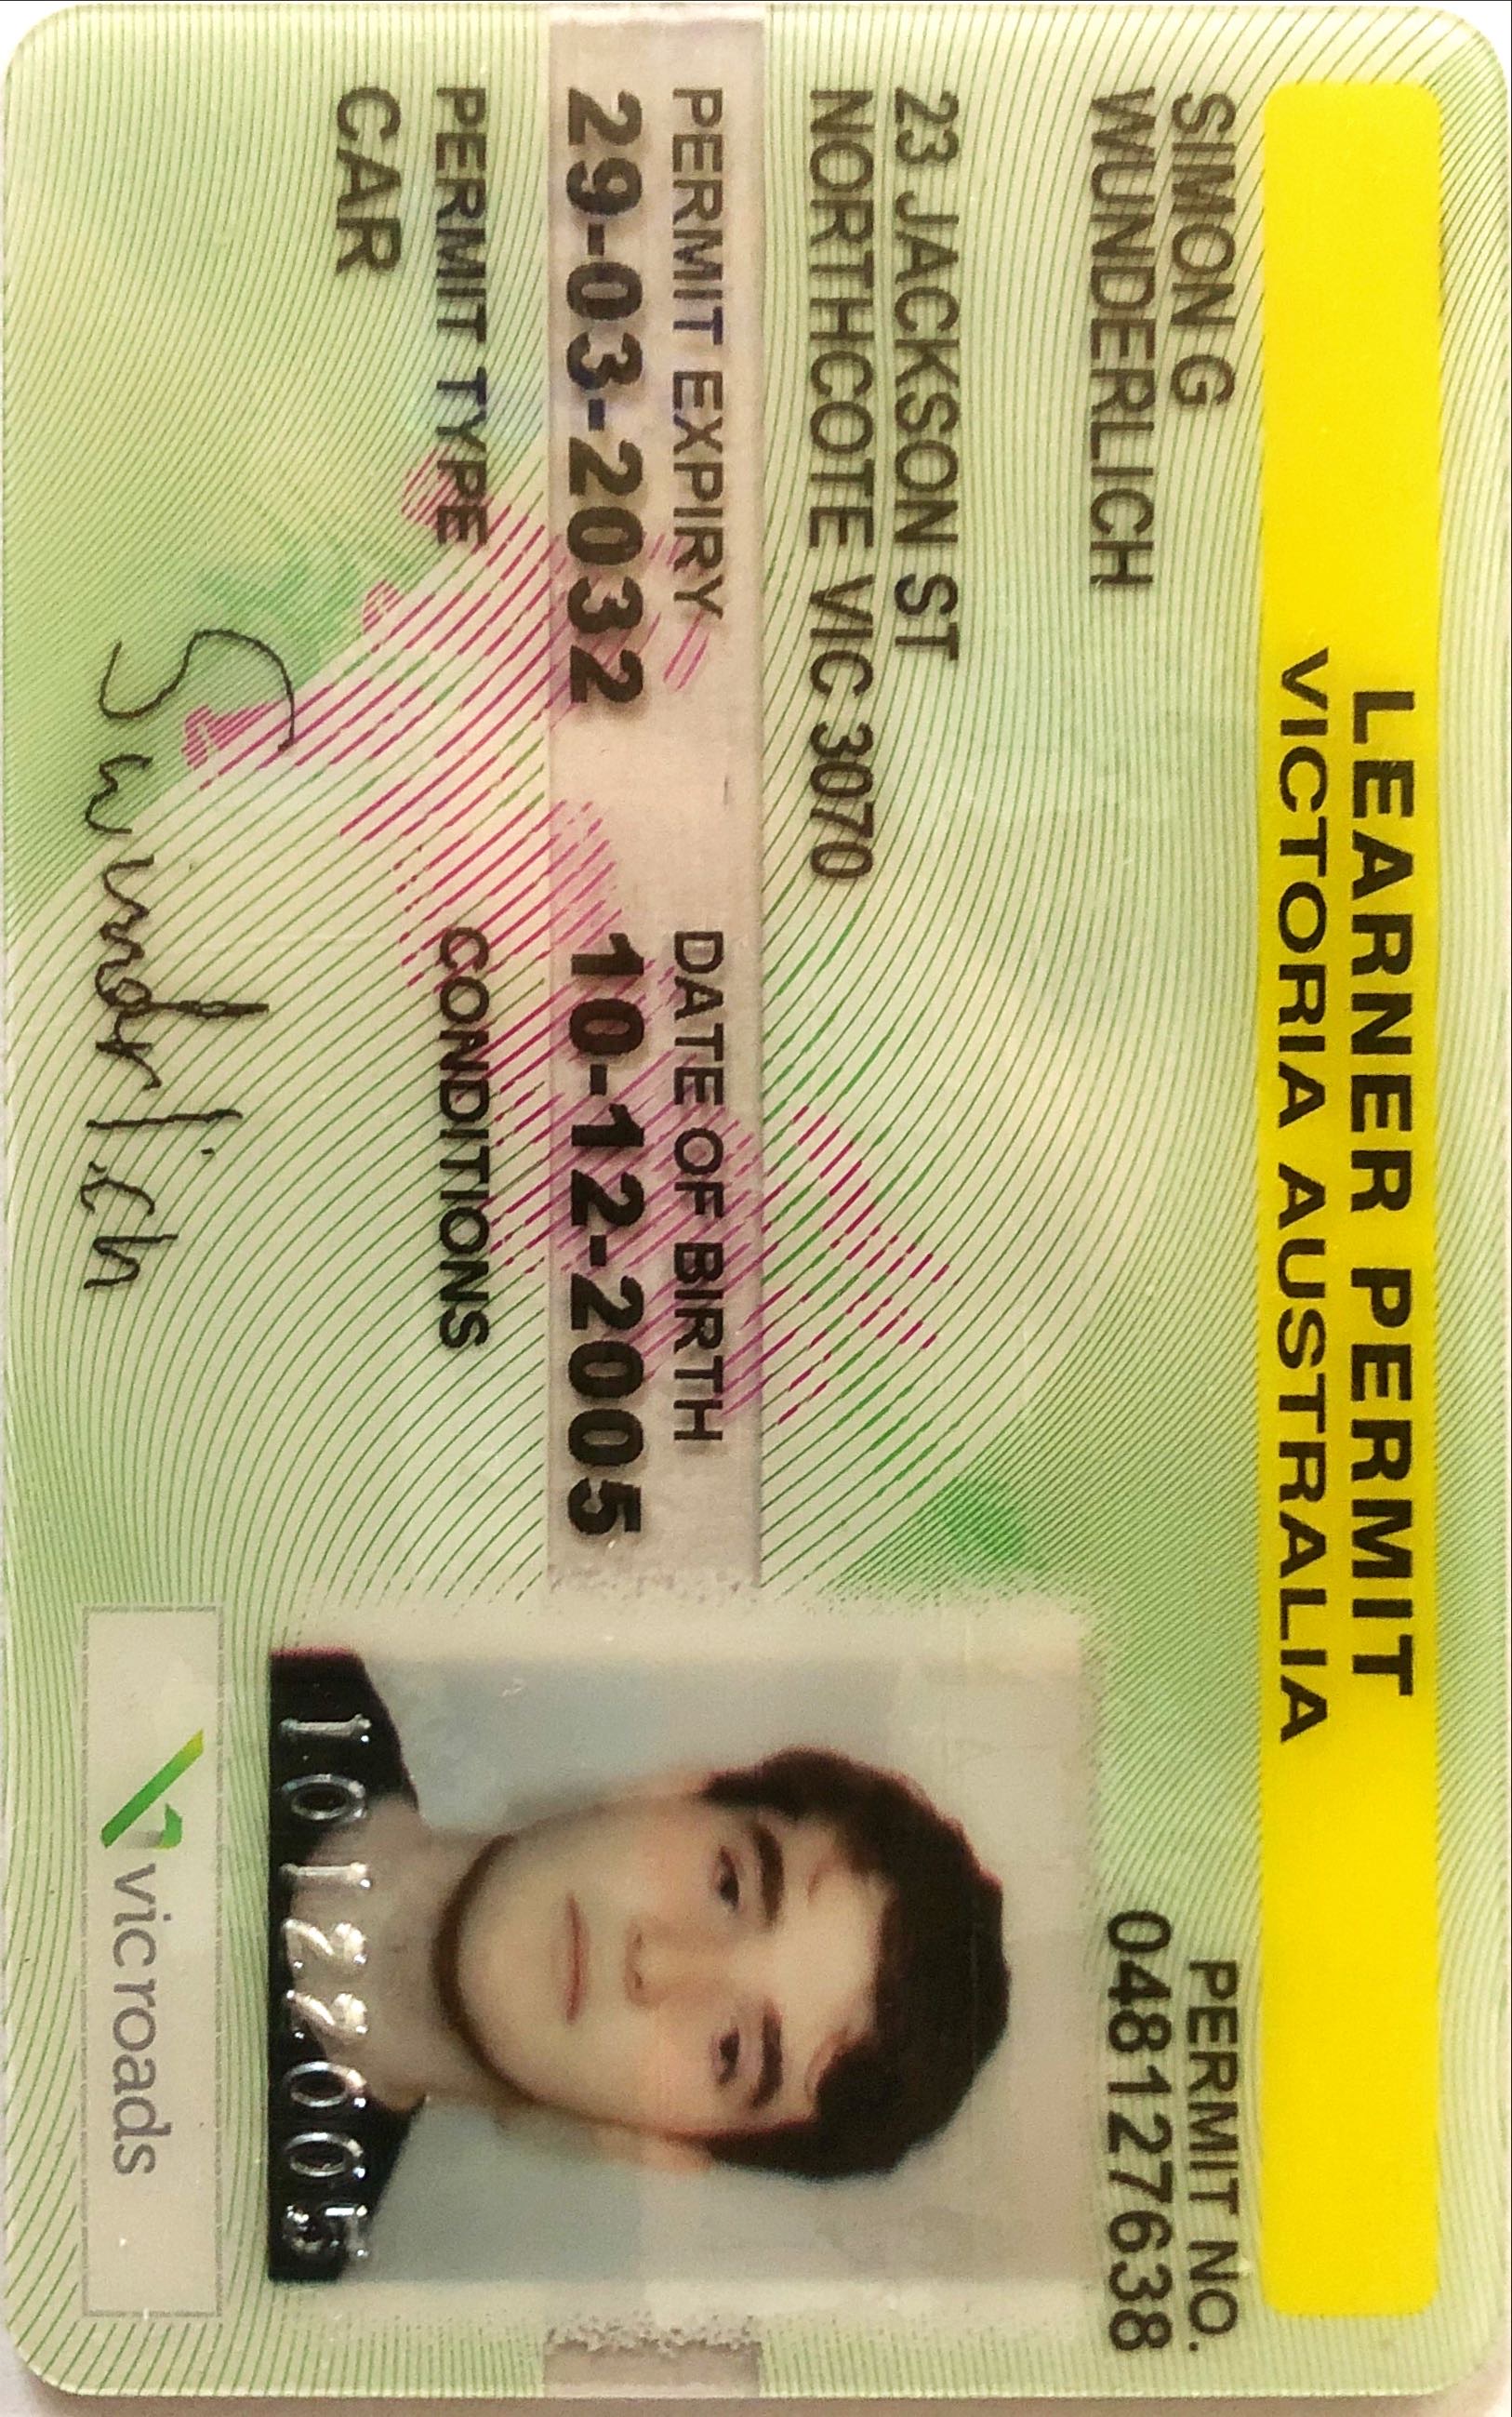 LEARNER PERMIT
VICTORIA AUSTRALIA
SIMON G
WUNDERLICH
PERMIT NO.
048127638
23 JACKSON ST
NORTHCOTE VIC 3070
PERMIT EXPIRY
29-03-2032
DATE OF BIRTH
10-12-2005
PERMIT TYPE
CAR
CONDITIONS
10122005
S Wunderlich
vicroads